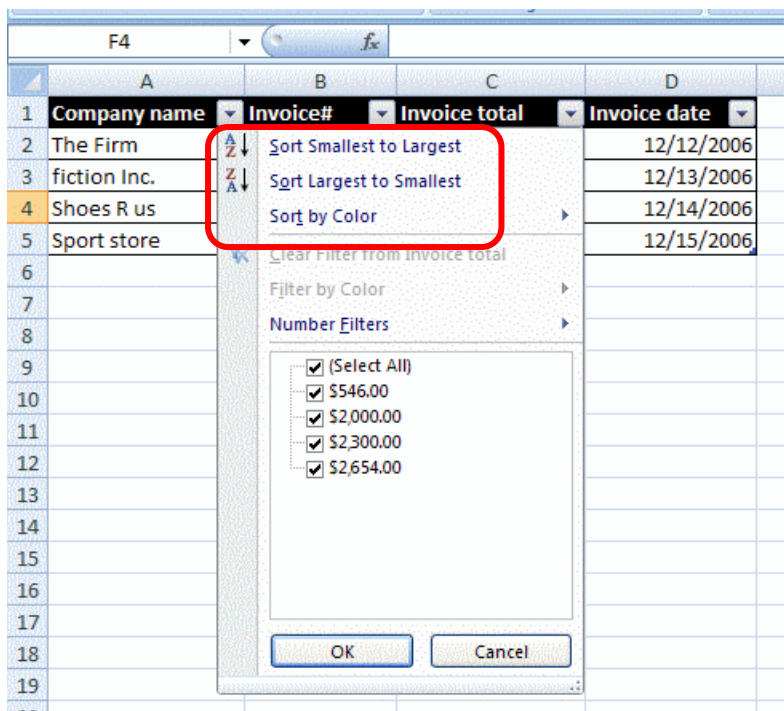 F4 fx
A B C D
1 Company name Invoice# Invoice total Invoice date
2 The Firm 12/12/2006
3 fiction Inc. 12/13/2006
4 Shoes R us 12/14/2006
5 Sport store 12/15/2006
A Z Sort Smallest to Largest
Z A Sort Largest to Smallest
Sort by Color
Clear Filter from Invoice total
Filter by Color
Number Filters
(Select All)
$546.00
$2,000.00
$2,300.00
$2,654.00
OK Cancel
6
7
8
9
10
11
12
13
14
15
16
17
18
19